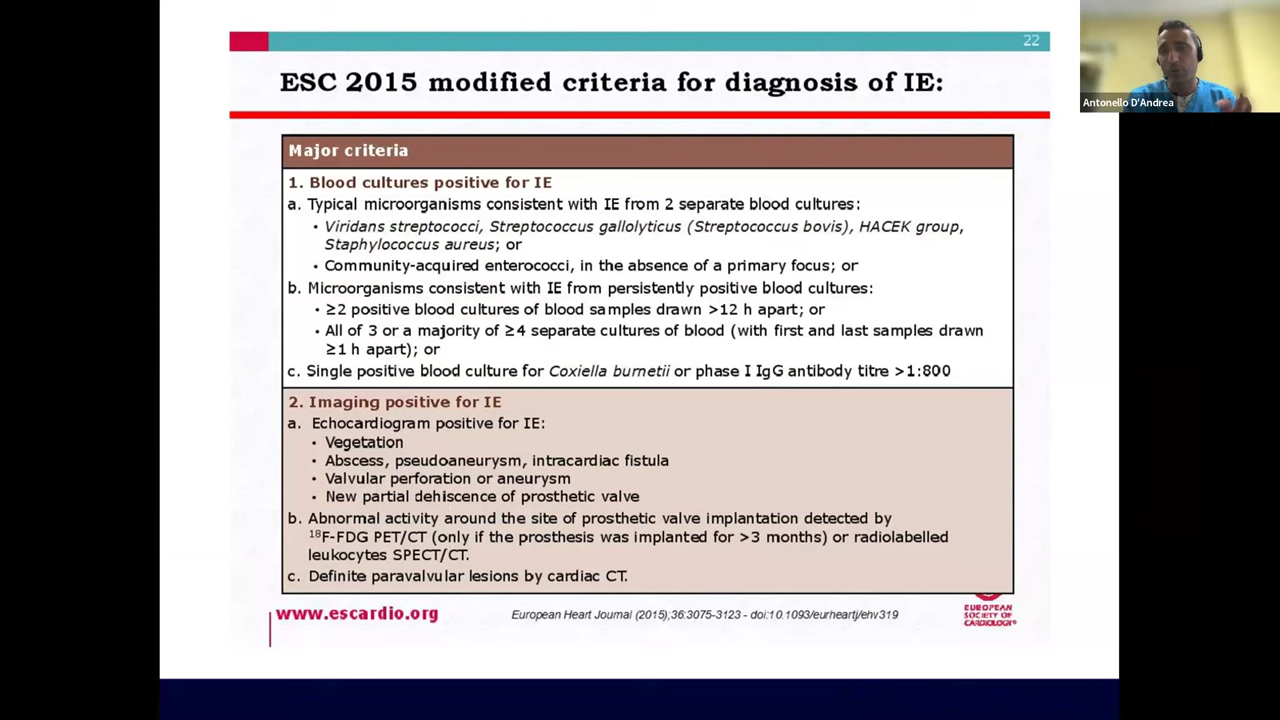 22
ESC 2015 modified criteria for diagnosis of IE:
Antonello D'Andrea
Major criteria
1. Blood cultures positive for IE
a. Typical microorganisms consistent with IE from 2 separate blood cultures:
• Viridans streptococci, Streptococcus gallolyticus (Streptococcus bovis), HACEK group,
Staphylococcus aureus; or
• Community-acquired enterococci, in the absence of a primary focus; or
b. Microorganisms consistent with IE from persistently positive blood cultures:
• ≥2 positive blood cultures of blood samples drawn >12 h apart; or
• All of 3 or a majority of ≥4 separate cultures of blood (with first and last samples drawn
≥1 h apart); or
c. Single positive blood culture for Coxiella burnetii or phase I IgG antibody titre >1:800
2. Imaging positive for IE
a. Echocardiogram positive for IE:
• Vegetation
• Abscess, pseudoaneurysm, intracardiac fistula
• Valvular perforation or aneurysm
• New partial dehiscence of prosthetic valve
b. Abnormal activity around the site of prosthetic valve implantation detected by
¹⁸F-FDG PET/CT (only if the prosthesis was implanted for >3 months) or radiolabelled
leukocytes SPECT/CT.
c. Definite paravalvular lesions by cardiac CT.
www.escardio.org
European Heart Journal (2015);36:3075-3123 - doi:10.1093/eurheartj/ehv319
EUROPEAN
SOCIETY OF
CARDIOLOGY®